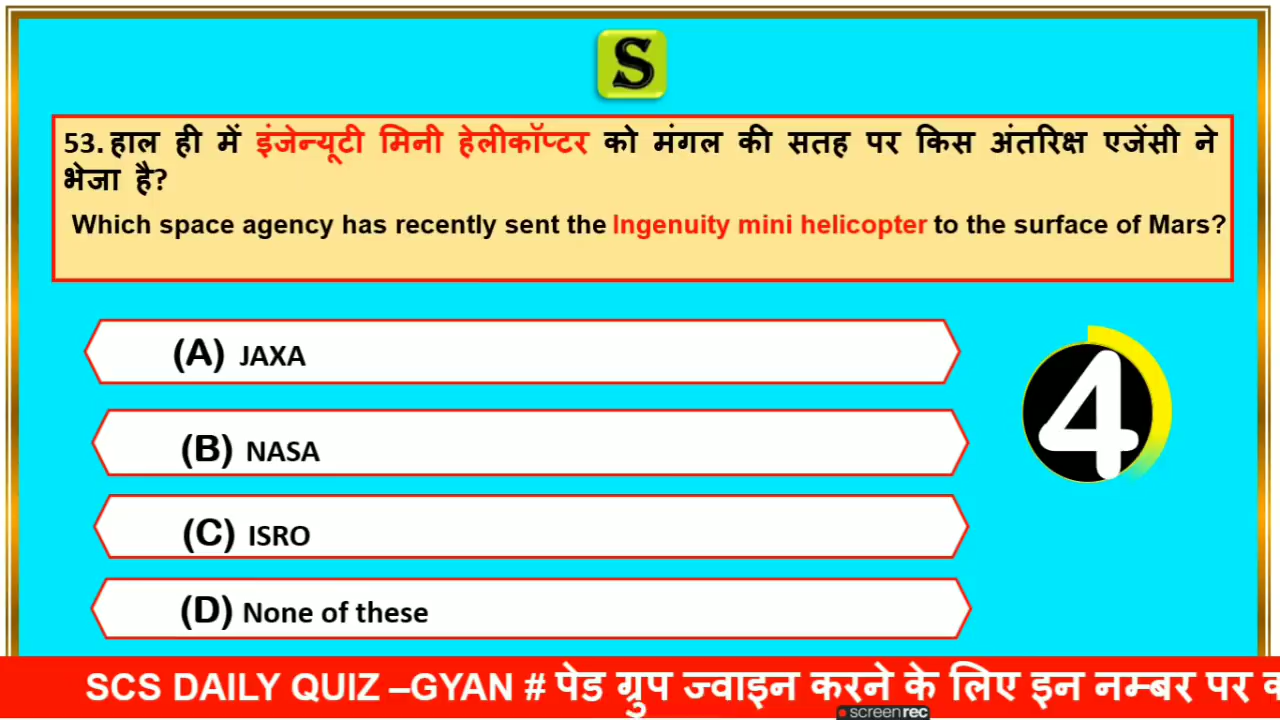 S
53. हाल ही में इंजेन्यूटी मिनी हेलीकॉप्टर को मंगल की सतह पर किस अंतरिक्ष एजेंसी ने
भेजा है?
Which space agency has recently sent the Ingenuity mini helicopter to the surface of Mars?
(A) JAXA
4
(B) NASA
(C) ISRO
(D) None of these
SCS DAILY QUIZ –GYAN # पेड ग्रुप ज्वाइन करने के लिए इन नम्बर पर
screenrec